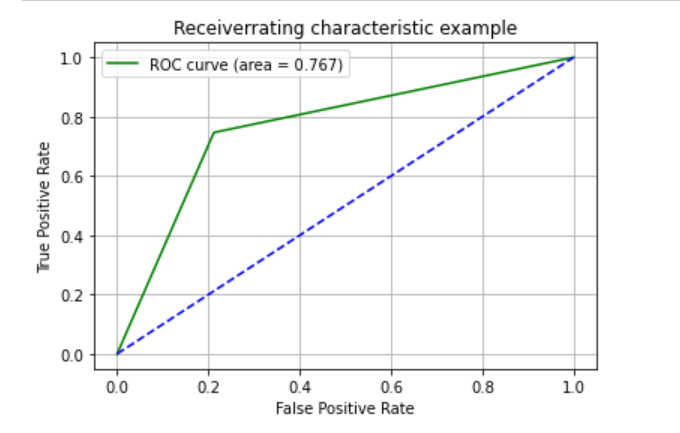 Receiverrating characteristic example
ROC curve (area = 0.767)
1.0
0.8
0.6
0.4
0.2
0.0
True Positive Rate
0.0 0.2 0.4 0.6 0.8 1.0
False Positive Rate